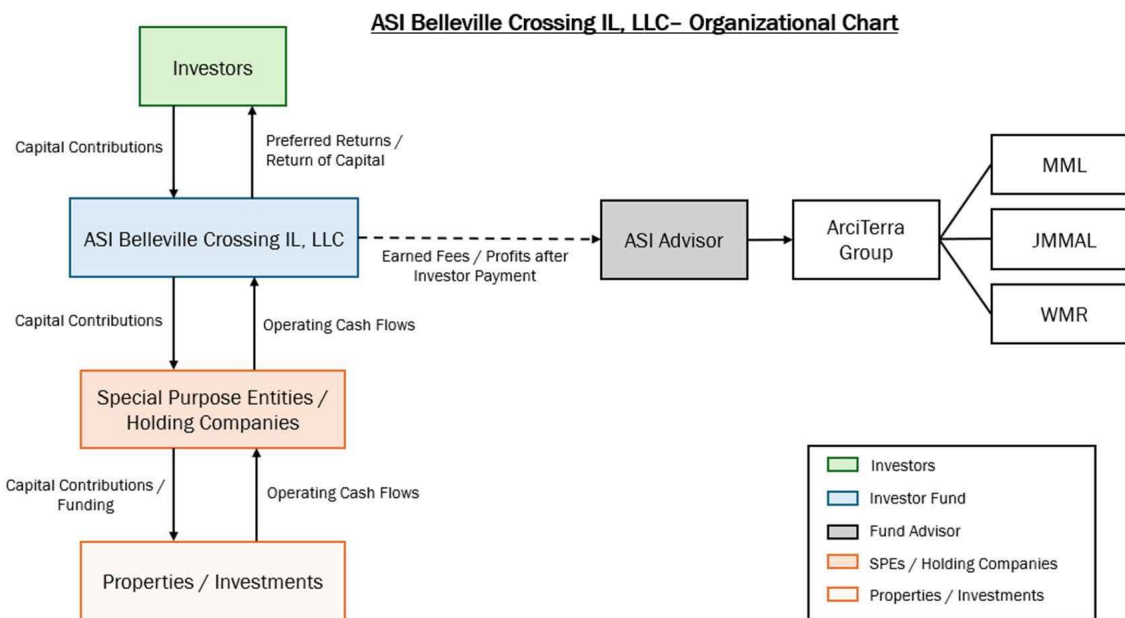 ASI Belleville Crossing IL, LLC– Organizational Chart
Investors
Capital Contributions
Preferred Returns /
Return of Capital
ASI Belleville Crossing IL, LLC
Earned Fees / Profits after
Investor Payment
ASI Advisor
ArciTerra
Group
MML
JMMAL
WMR
Capital Contributions
Operating Cash Flows
Special Purpose Entities /
Holding Companies
Capital Contributions /
Funding
Operating Cash Flows
Properties / Investments
Investors
Investor Fund
Fund Advisor
SPEs / Holding Companies
Properties / Investments